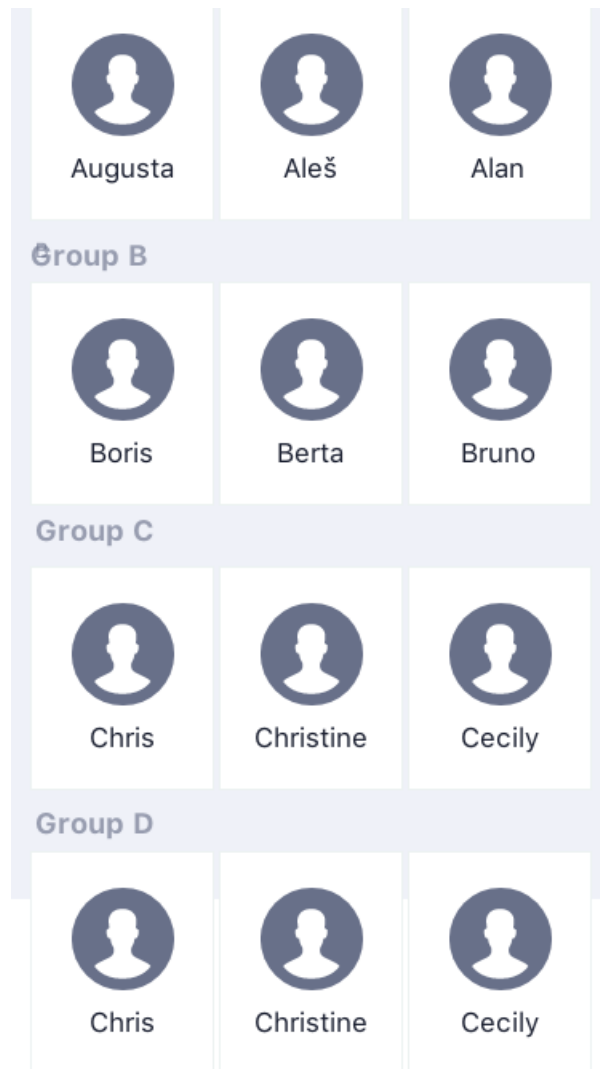 Augusta Aleš Alan
Group B
Boris Berta Bruno
Group C
Chris Christine Cecily
Group D
Chris Christine Cecily